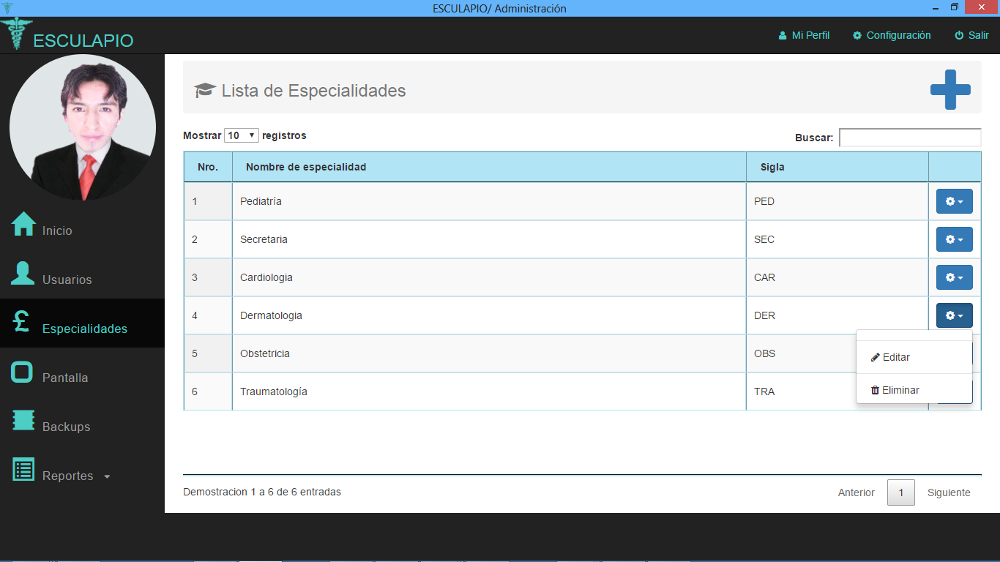 ESCULAPIO/ Administración
ESCULAPIO
Mi Perfil Configuración Salir
Lista de Especialidades
Mostrar 10 registros
Buscar:
Nro. Nombre de especialidad Sigla
1 Pediatría PED
2 Secretaria SEC
3 Cardiologia CAR
4 Dermatologia DER
5 Obstetricia OBS
6 Traumatología TRA
Editar
Eliminar
Inicio
Usuarios
Especialidades
Pantalla
Backups
Reportes
Demostracion 1 a 6 de 6 entradas
Anterior 1 Siguiente